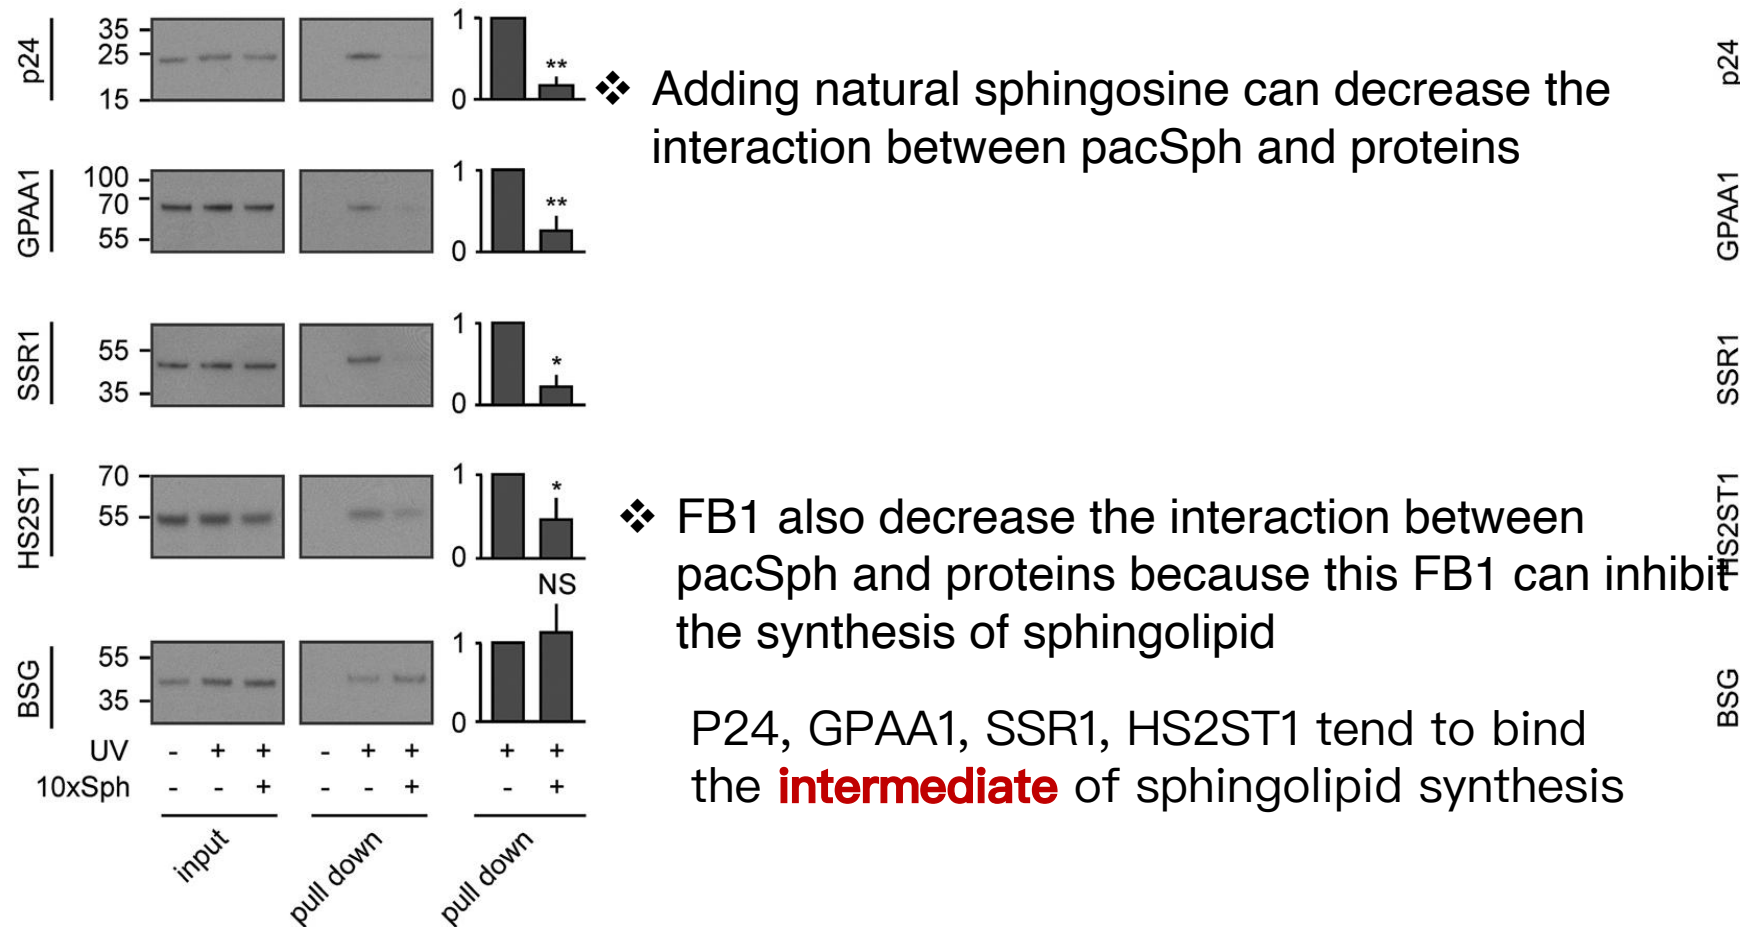 p24
35
25
15
1
0
**
❖ Adding natural sphingosine can decrease the
interaction between pacSph and proteins
p24
GPAA1
100
70
55
1
0
**
GPAA1
SSR1
55
35
1
0
*
SSR1
HS2ST1
70
55
1
0
*
❖ FB1 also decrease the interaction between
pacSph and proteins because this FB1 can inhibit
the synthesis of sphingolipid
HS2ST1
BSG
55
35
NS
1
0
P24, GPAA1, SSR1, HS2ST1 tend to bind
the intermediate of sphingolipid synthesis
BSG
UV - + + - + + + +
10xSph - - + - - + - +
input
pull down
pull down